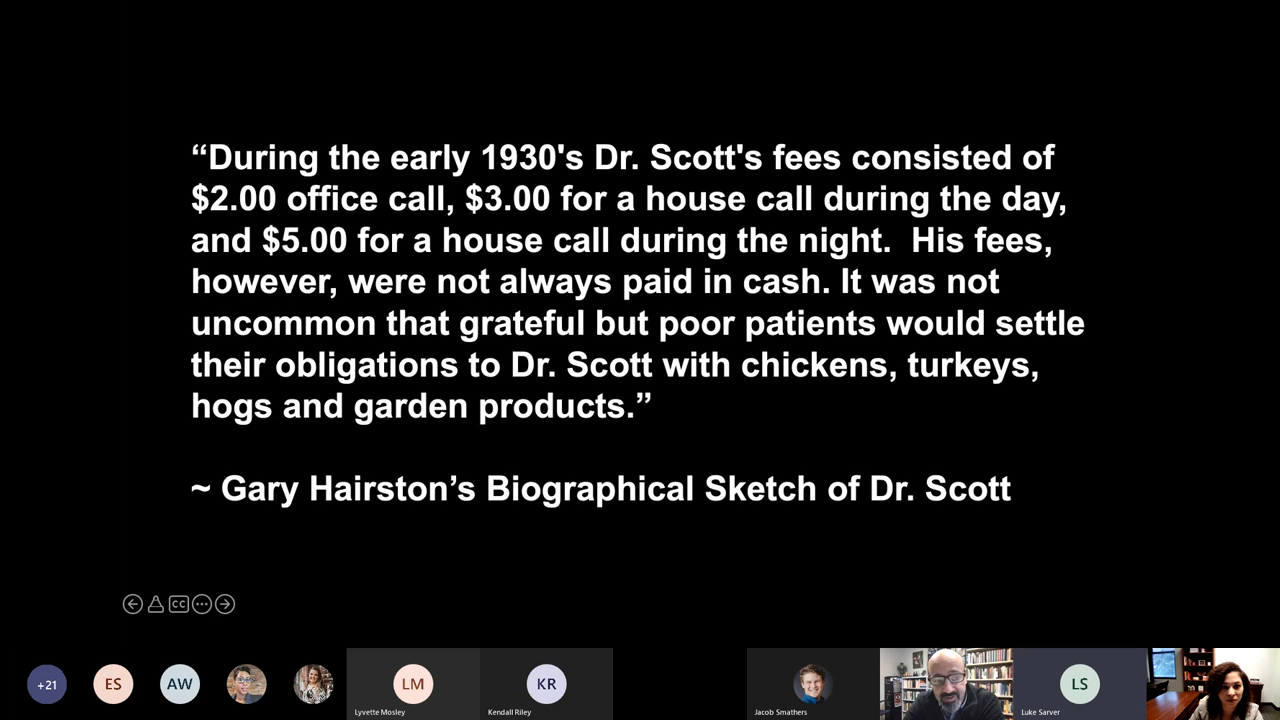 “During the early 1930's Dr. Scott's fees consisted of
$2.00 office call, $3.00 for a house call during the day,
and $5.00 for a house call during the night.  His fees,
however, were not always paid in cash. It was not
uncommon that grateful but poor patients would settle
their obligations to Dr. Scott with chickens, turkeys,
hogs and garden products.”
~ Gary Hairston’s Biographical Sketch of Dr. Scott
CC
+21
ES
AW
LM
KR
LS
Lyvette Mosley
Kendall Riley
Jacob Smathers
Luke Sarver